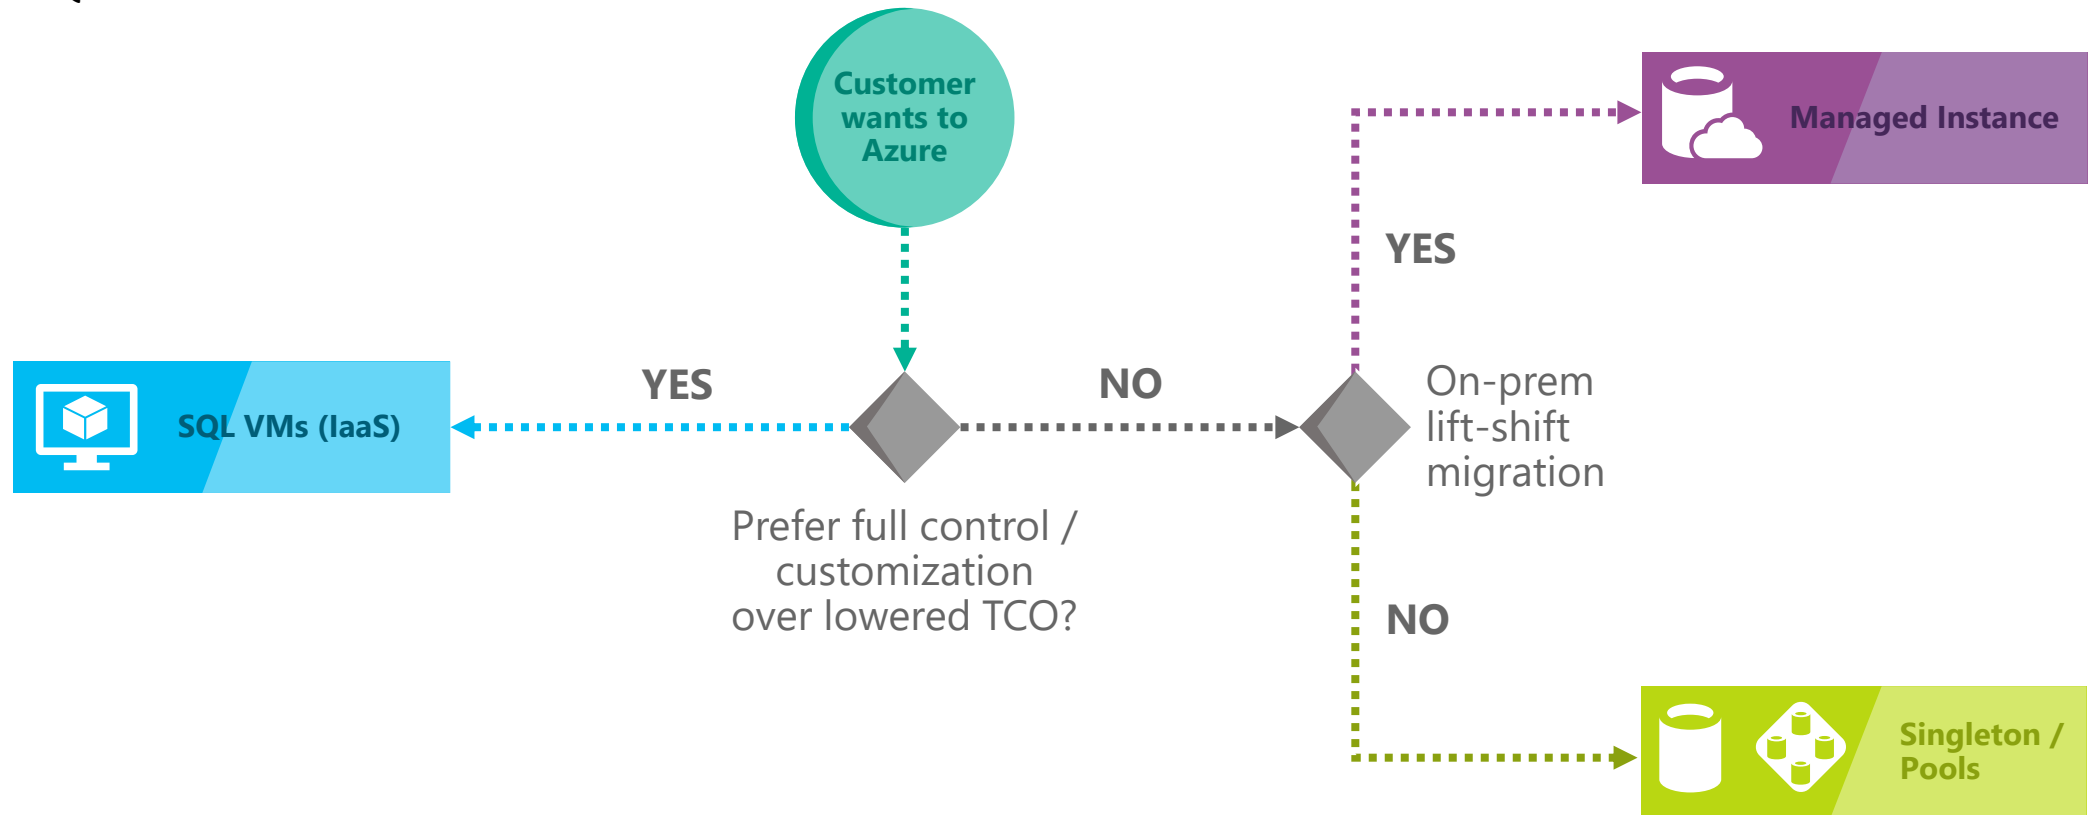 Customer
wants to
Azure
Managed Instance
YES
YES
NO
On-prem
lift-shift
migration
SQL VMs (IaaS)
Prefer full control /
customization
over lowered TCO?
NO
Singleton /
Pools